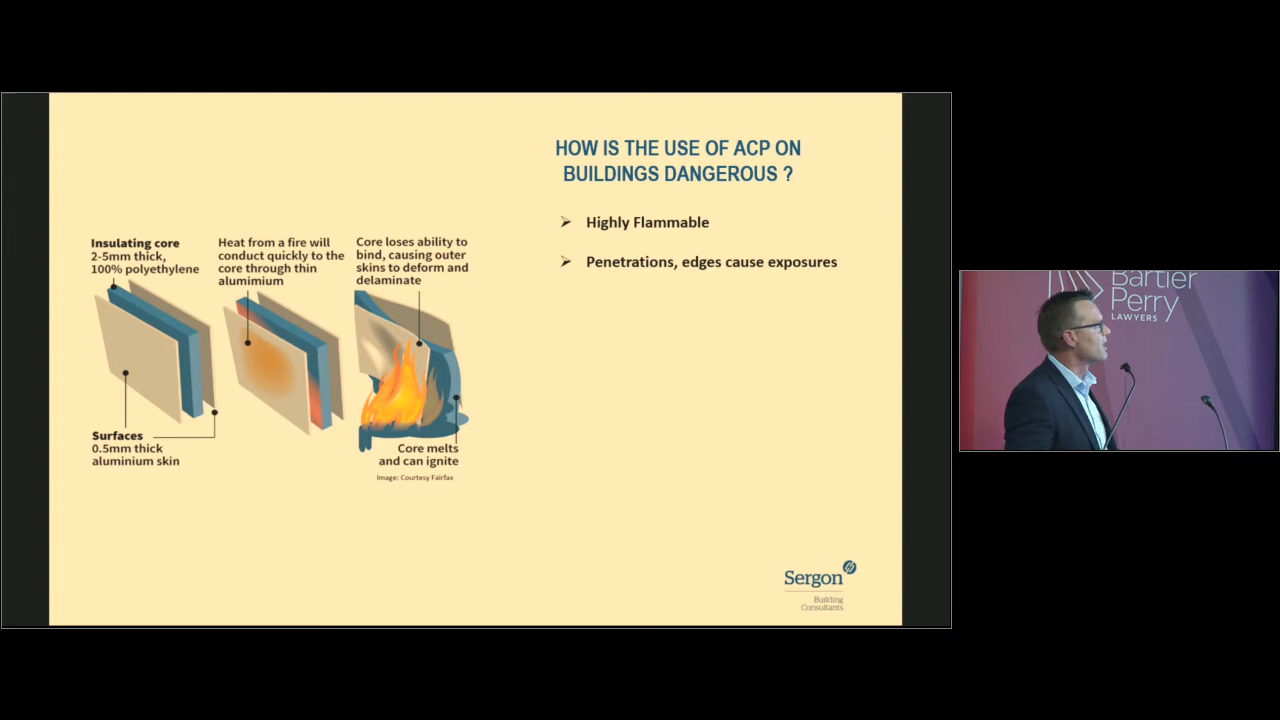 HOW IS THE USE OF ACP ON
BUILDINGS DANGEROUS ?
Highly Flammable
Penetrations, edges cause exposures
Insulating core
2-5mm thick,
100% polyethylene
Heat from a fire will
conduct quickly to the
core through thin
alumimium
Core loses ability to
bind, causing outer
skins to deform and
delaminate
Surfaces
0.5mm thick
aluminium skin
Core melts
and can ignite
Image: Courtesy Fairfax
Sergon
Building
Consultants
Bartier
Perry
LAWYERS